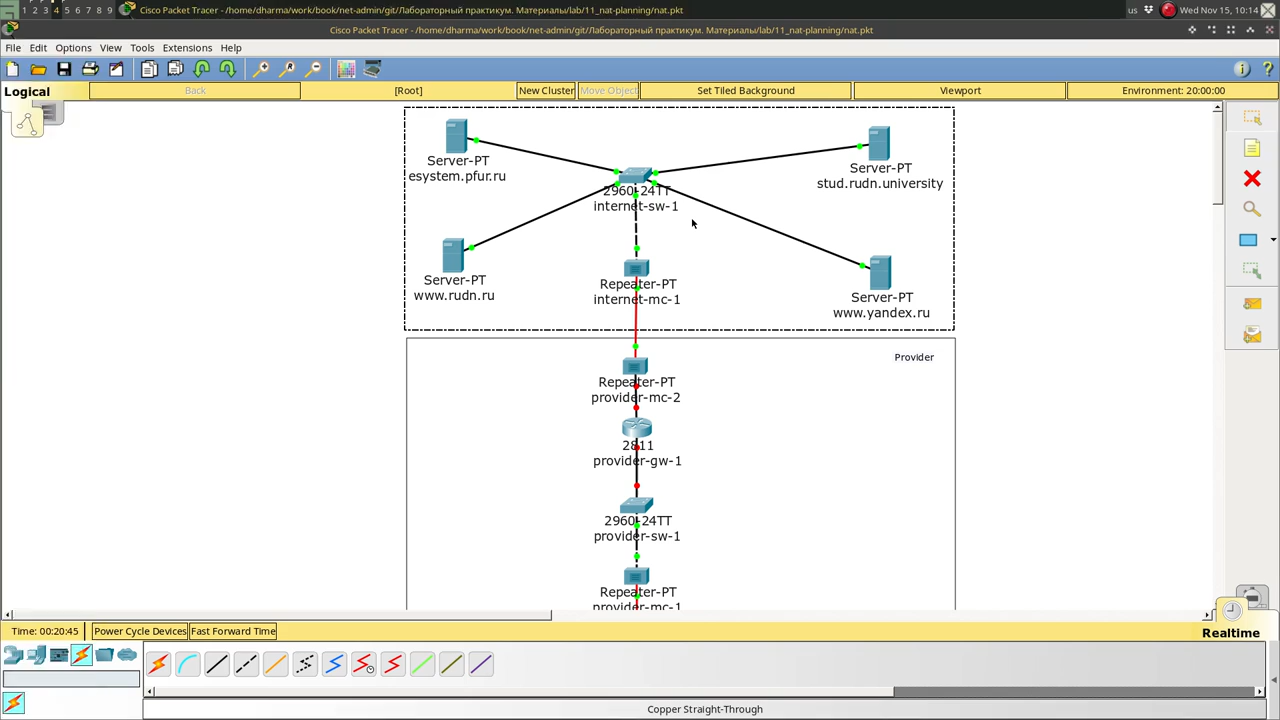 1 2 3 4 5 6 7 8 9 Cisco Packet Tracer - /home/dharma/work/book/net-admin/git/Лабораторный практикум. Материалы/lab/11_nat-planning/nat.pkt us Wed Nov 15, 10:14
Cisco Packet Tracer - /home/dharma/work/book/net-admin/git/Лабораторный практикум. Материалы/lab/11_nat-planning/nat.pkt
File Edit Options View Tools Extensions Help
Logical Back [Root] New Cluster Move Object Set Tiled Background Viewport Environment: 20:00:00
Server-PT
esystem.pfur.ru
Server-PT
stud.rudn.university
2960-24TT
internet-sw-1
Server-PT
www.rudn.ru
Repeater-PT
internet-mc-1
Server-PT
www.yandex.ru
Provider
Repeater-PT
provider-mc-2
2811
provider-gw-1
2960-24TT
provider-sw-1
Repeater-PT
provider-mc-1
Time: 00:20:45 Power Cycle Devices Fast Forward Time Realtime
Copper Straight-Through